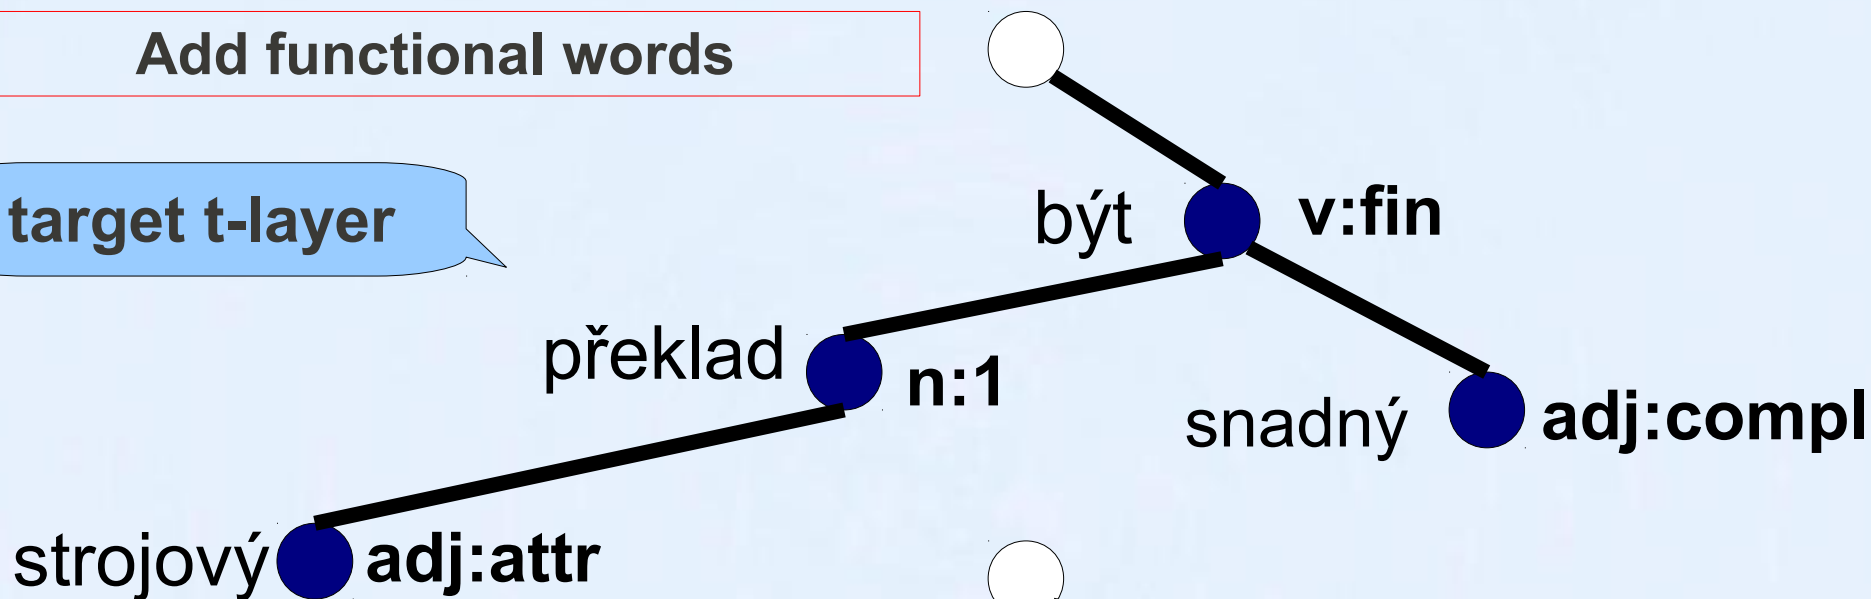 Add functional words
target t-layer
být v:fin
překlad n:1
snadný adj:compl
strojový adj:attr